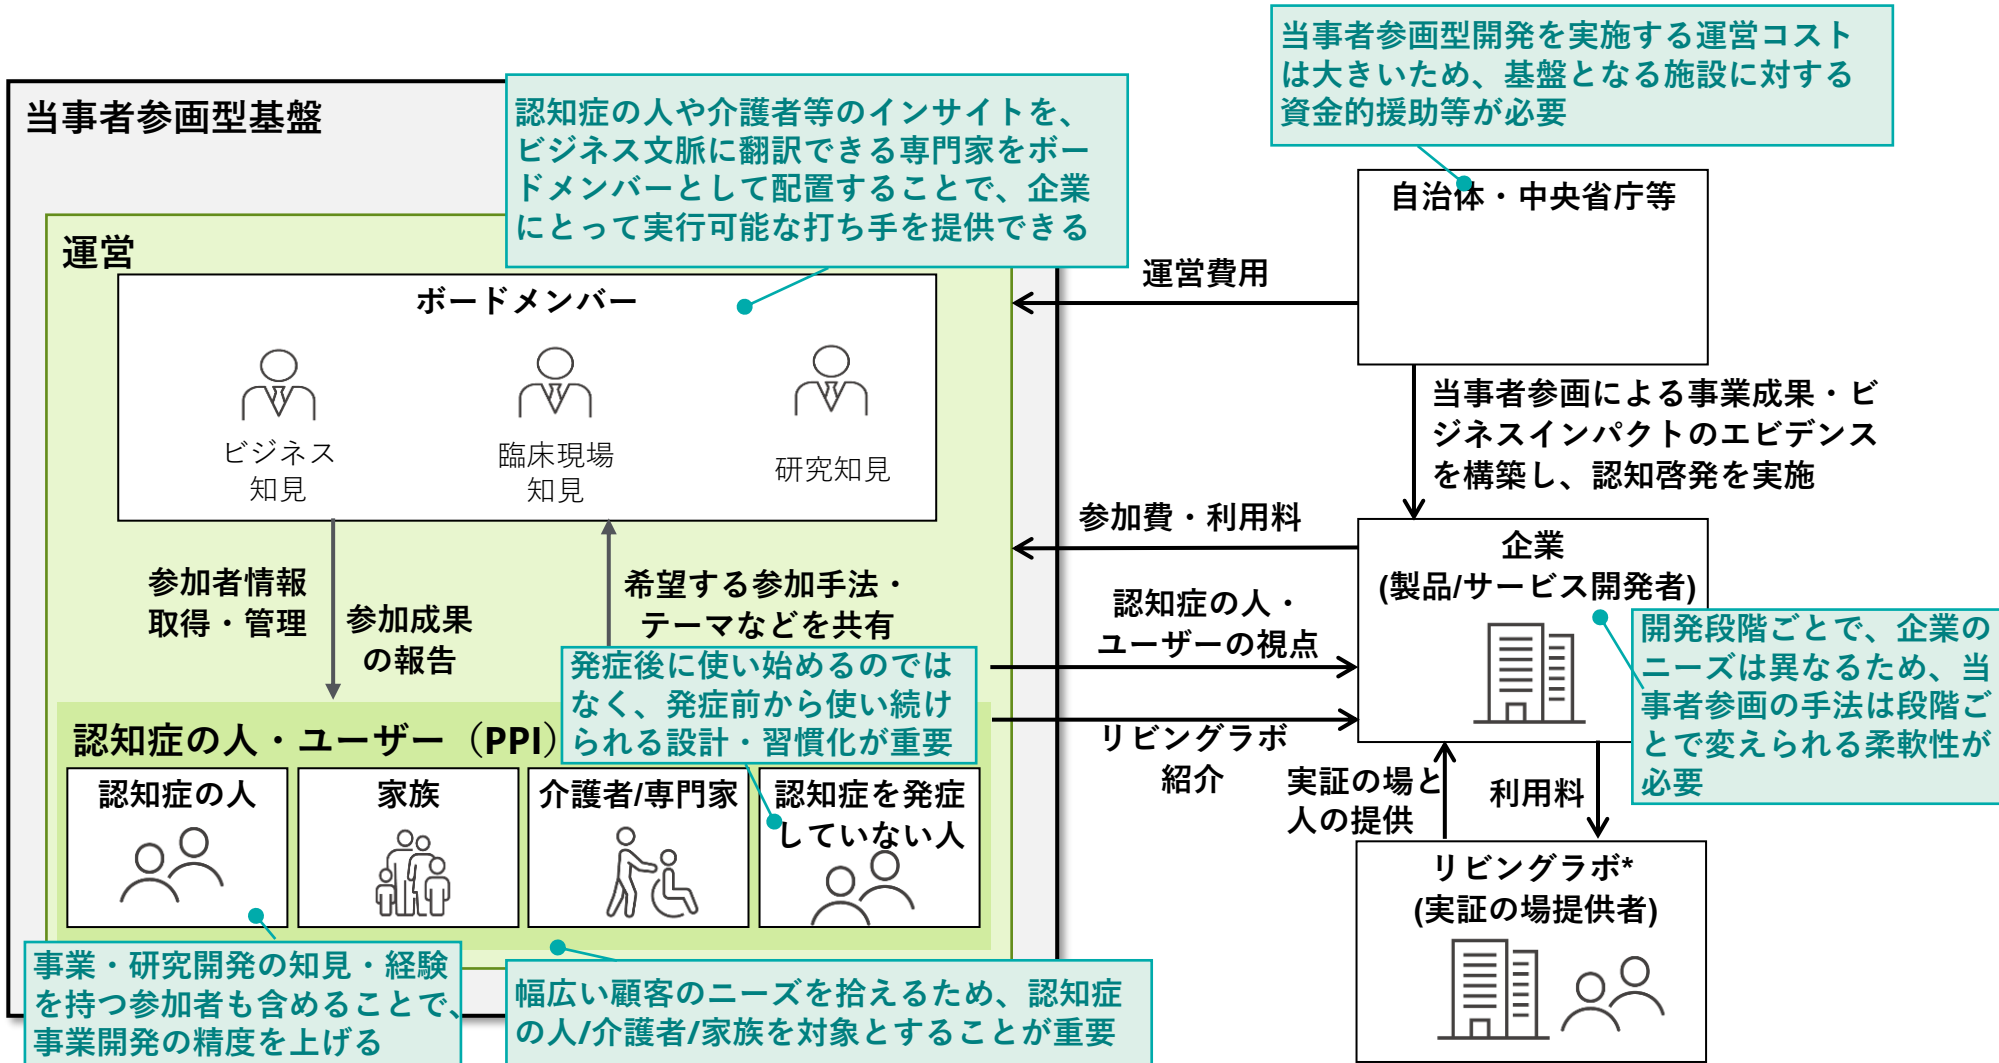 当事者参画型開発を実施する運営コスト
は大きいため、基盤となる施設に対する
資金的援助等が必要
当事者参画型基盤
認知症の人や介護者等のインサイトを、
ビジネス文脈に翻訳できる専門家をボー
ドメンバーとして配置することで、企業
にとって実行可能な打ち手を提供できる
自治体・中央省庁等
運営
運営費用
ボードメンバー
ビジネス
知見
臨床現場
知見
研究知見
当事者参画による事業成果・ビ
ジネスインパクトのエビデンス
を構築し、認知啓発を実施
参加費・利用料
企業
(製品/サービス開発者)
参加者情報
取得・管理
参加成果
の報告
希望する参加手法・
テーマなどを共有
認知症の人・
ユーザーの視点
開発段階ごとで、企業の
ニーズは異なるため、当
事者参画の手法は段階ご
とで変えられる柔軟性が
必要
発症後に使い始めるのでは
なく、発症前から使い続け
られる設計・習慣化が重要
認知症の人・ユーザー（PPI）
リビングラボ
紹介
実証の場と
人の提供
利用料
認知症の人
家族
介護者/専門家
認知症を発症
していない人
リビングラボ*
(実証の場提供者)
事業・研究開発の知見・経験
を持つ参加者も含めることで、
事業開発の精度を上げる
幅広い顧客のニーズを拾えるため、認知症
の人/介護者/家族を対象とすることが重要